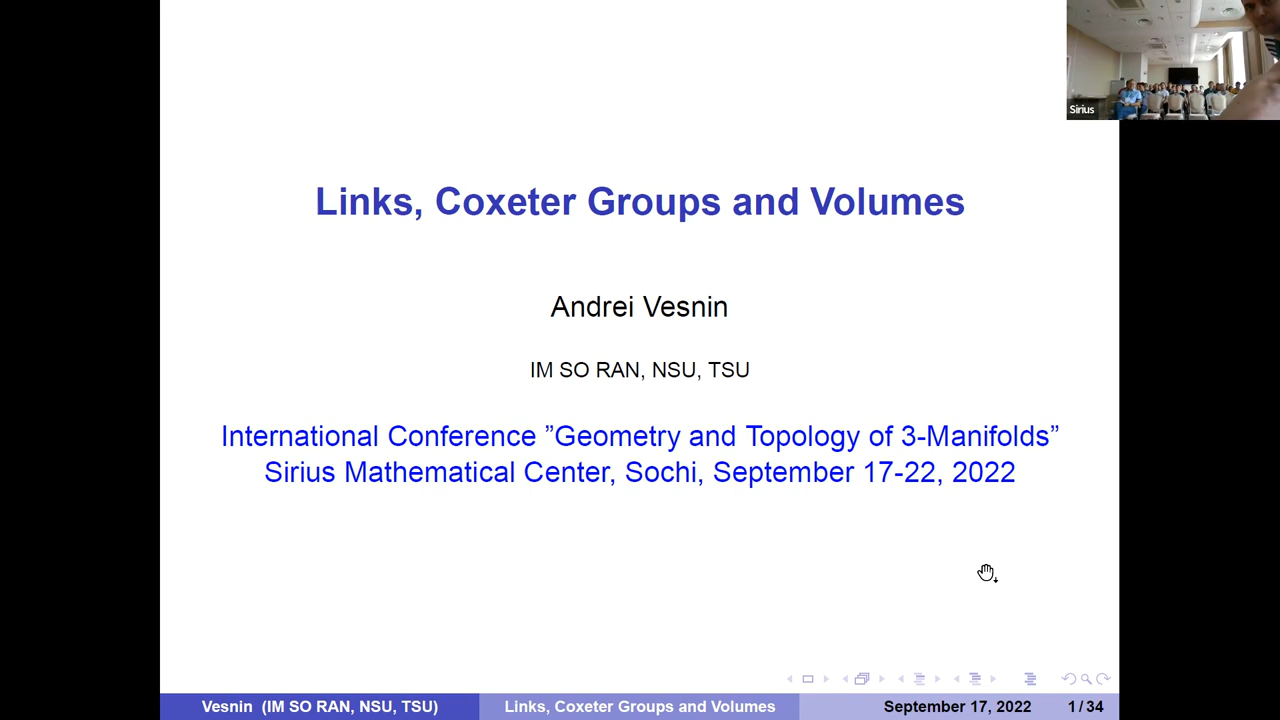 Sirius
Links, Coxeter Groups and Volumes
Andrei Vesnin
IM SO RAN, NSU, TSU
International Conference ”Geometry and Topology of 3-Manifolds”
Sirius Mathematical Center, Sochi, September 17-22, 2022
Vesnin (IM SO RAN, NSU, TSU)
Links, Coxeter Groups and Volumes
September 17, 2022
1 / 34